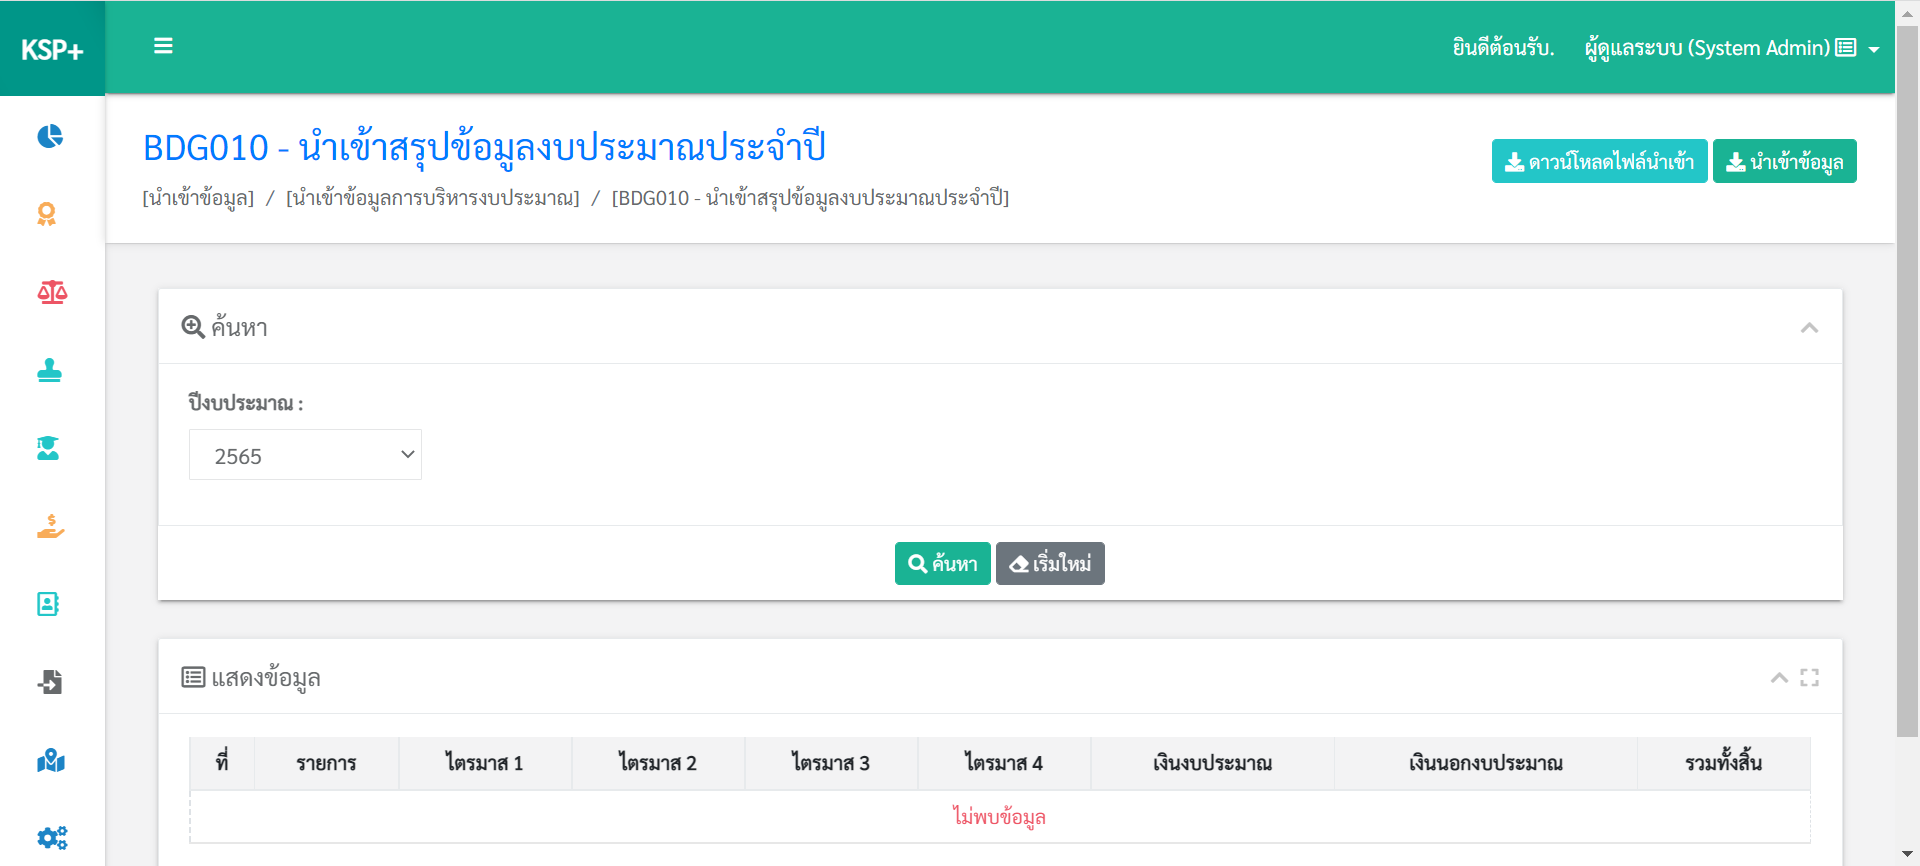 KSP+
ยินดีต้อนรับ. ผู้ดูแลระบบ (System Admin)
BDG010 - นำเข้าสรุปข้อมูลงบประมาณประจำปี
ดาวน์โหลดไฟล์นำเข้า นำเข้าข้อมูล
[นำเข้าข้อมูล] / [นำเข้าข้อมูลการบริหารงบประมาณ] / [BDG010 - นำเข้าสรุปข้อมูลงบประมาณประจำปี]
ค้นหา
ปีงบประมาณ :
2565
ค้นหา เริ่มใหม่
แสดงข้อมูล
ที่ รายการ ไตรมาส 1 ไตรมาส 2 ไตรมาส 3 ไตรมาส 4 เงินงบประมาณ เงินนอกงบประมาณ รวมทั้งสิ้น
ไม่พบข้อมูล